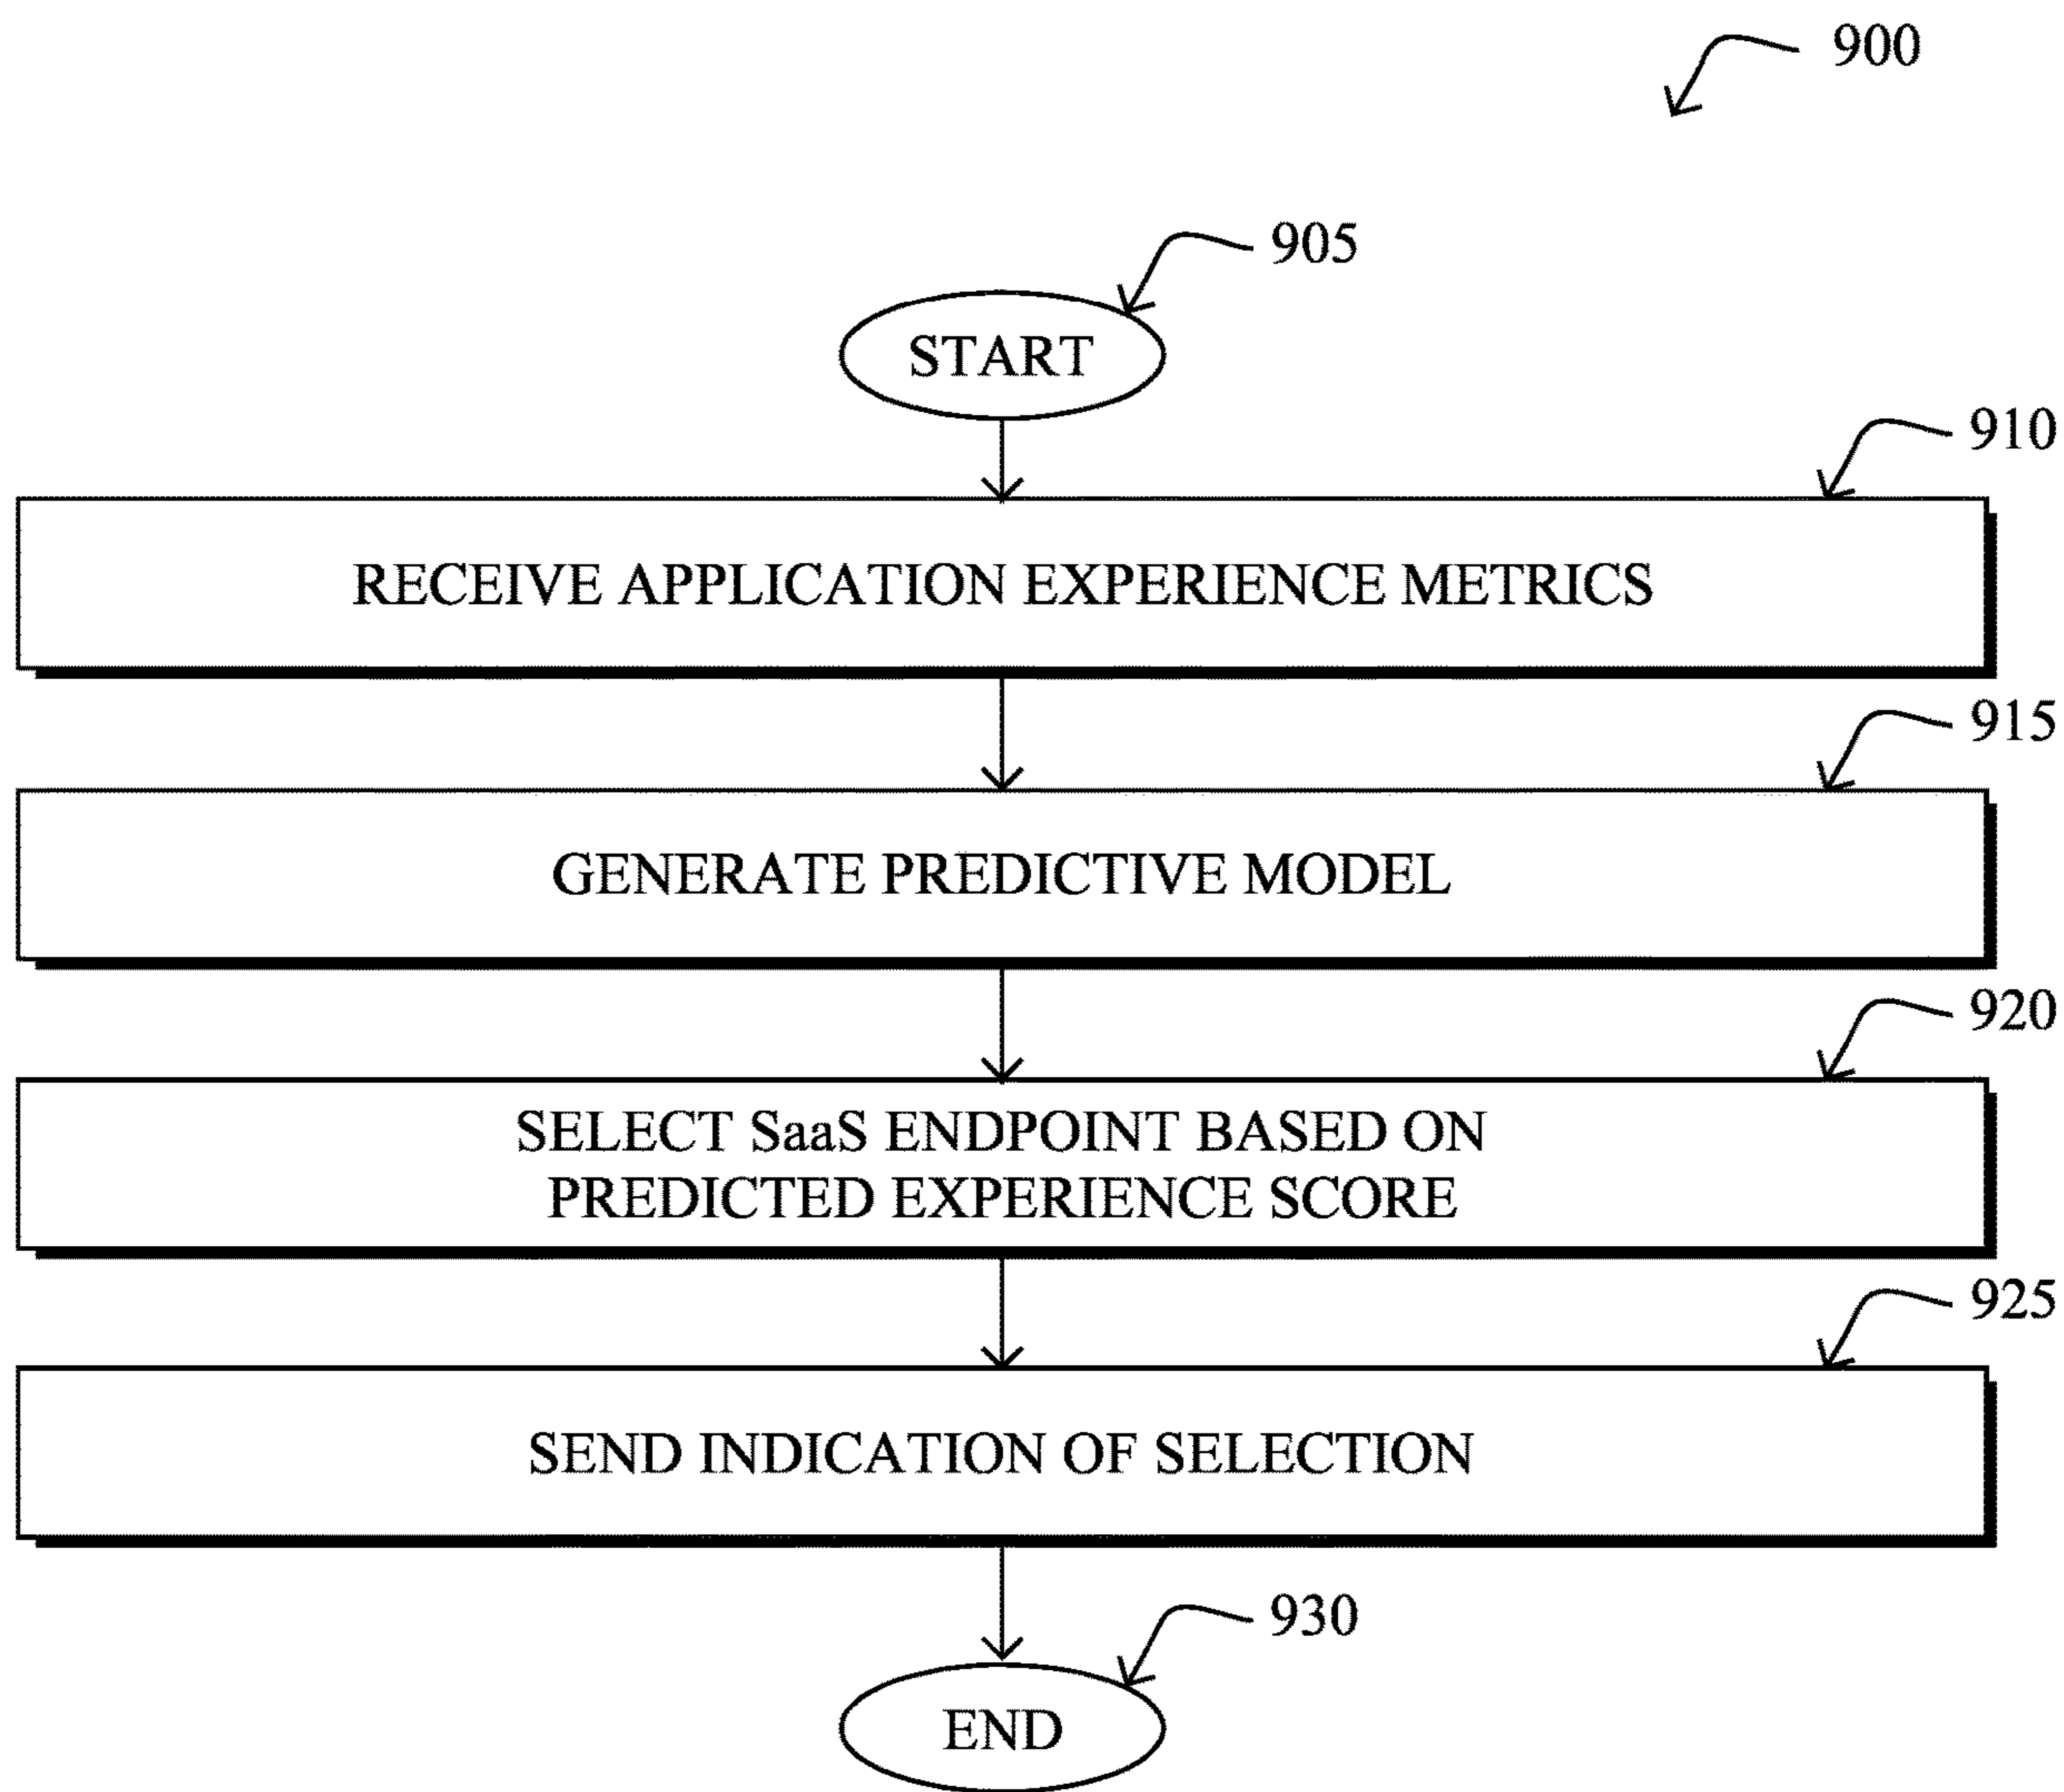 900
905
START
910
RECEIVE APPLICATION EXPERIENCE METRICS
915
GENERATE PREDICTIVE MODEL
920
SELECT SaaS ENDPOINT BASED ON
PREDICTED EXPERIENCE SCORE
925
SEND INDICATION OF SELECTION
930
END